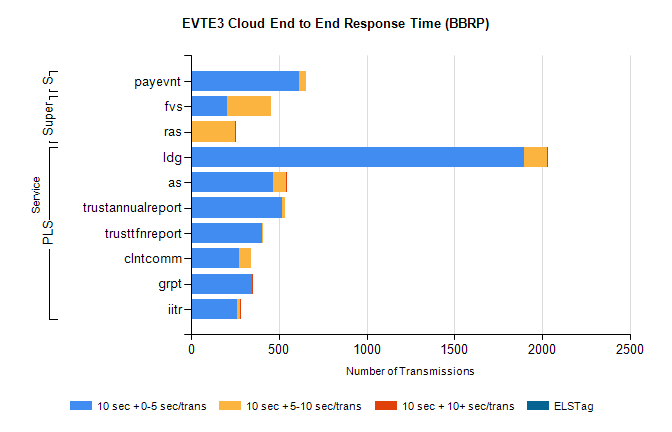 EVTE3 Cloud End to End Response Time (BBRP)
Service
Super
PLS
payevnt
fvs
ras
ldg
as
trustannualreport
trusttfnreport
clntcomm
grpt
iitr
0 500 1000 1500 2000 2500
Number of Transmissions
10 sec +0-5 sec/trans 10 sec +5-10 sec/trans 10 sec + 10+ sec/trans ELSTag